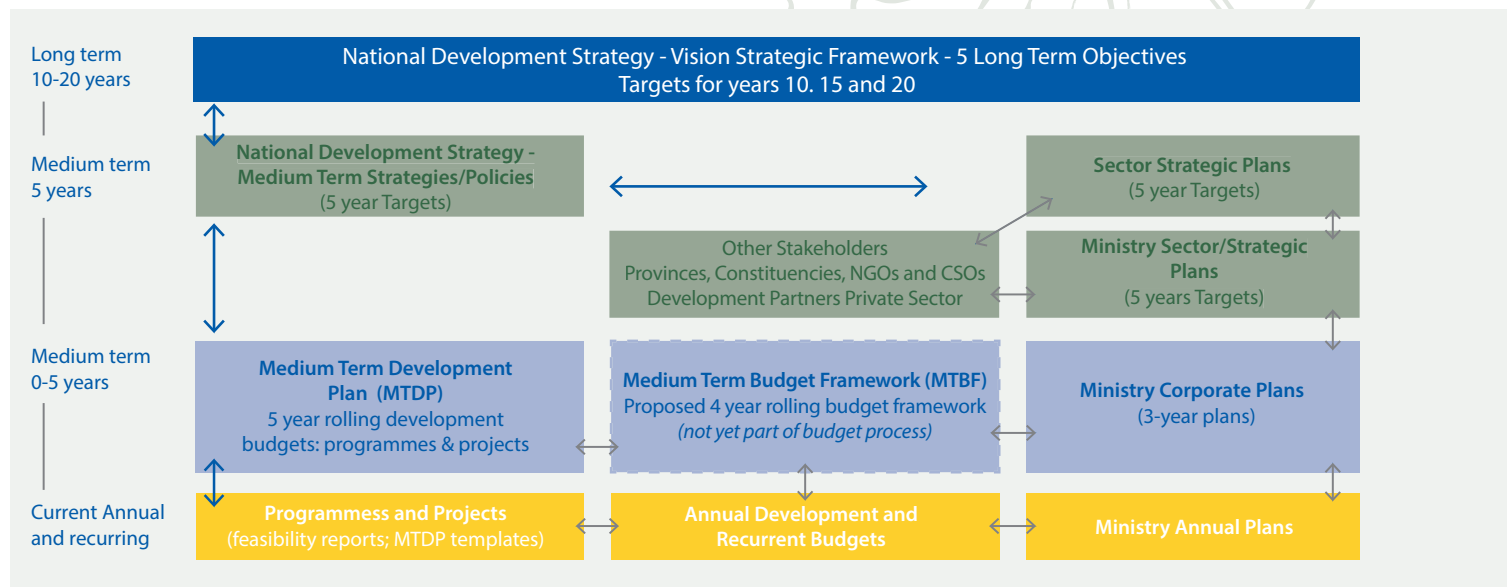 Long term
10-20 years
National Development Strategy - Vision Strategic Framework - 5 Long Term Objectives
Targets for years 10. 15 and 20
Medium term
5 years
National Development Strategy -
Medium Term Strategies/Policies
(5 year Targets)
Sector Strategic Plans
(5 year Targets)
Other Stakeholders
Provinces, Constituencies, NGOs and CSOs
Development Partners Private Sector
Ministry Sector/Strategic
Plans
(5 years Targets)
Medium term
0-5 years
Medium Term Development
Plan (MTDP)
5 year rolling development
budgets: programmes & projects
Medium Term Budget Framework (MTBF)
Proposed 4 year rolling budget framework
(not yet part of budget process)
Ministry Corporate Plans
(3-year plans)
Current Annual
and recurring
Programmess and Projects
(feasibility reports; MTDP templates)
Annual Development and
Recurrent Budgets
Ministry Annual Plans